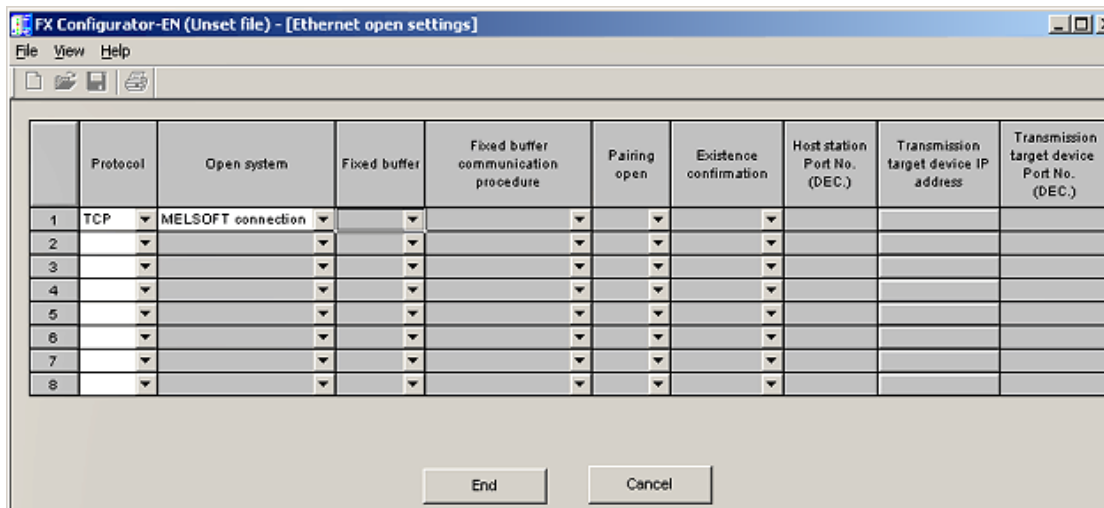 FX Configurator-EN (Unset file) - [Ethernet open settings]
File View Help
Protocol
Open system
Fixed buffer
Fixed buffer
communication
procedure
Pairing
open
Existence
confirmation
Host station
Port No.
(DEC.)
Transmission
target device IP
address
Transmission
target device
Port No.
(DEC.)
1 TCP MELSOFT connection
2
3
4
5
6
7
8
End Cancel